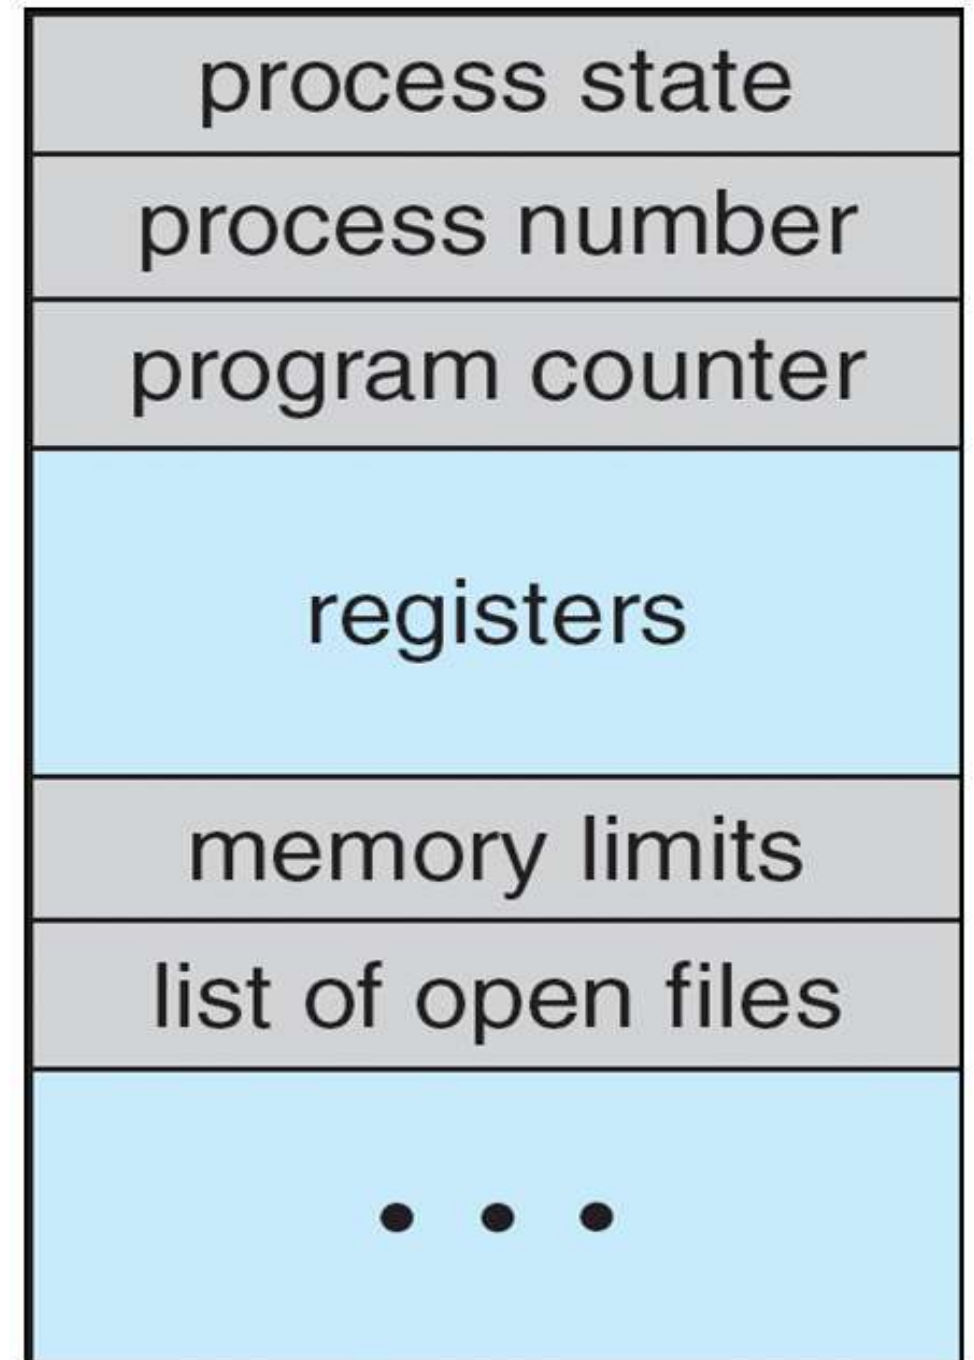 process state
process number
program counter
registers
memory limits
list of open files
• • •